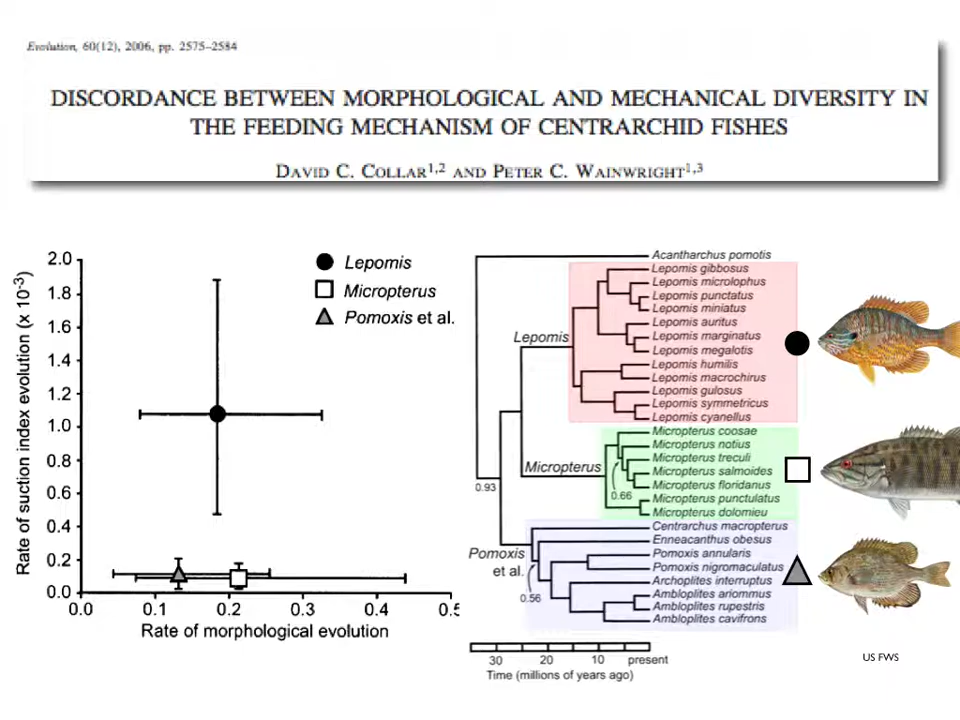 Evolution, 60(12), 2006, pp. 2575–2584
DISCORDANCE BETWEEN MORPHOLOGICAL AND MECHANICAL DIVERSITY IN
THE FEEDING MECHANISM OF CENTRARCHID FISHES
DAVID C. COLLAR1,2 AND PETER C. WAINWRIGHT1,3
Rate of suction index evolution (x 10-3)
2.0
1.8
1.6
1.4
1.2
1.0
0.8
0.6
0.4
0.2
0.0
0.0 0.1 0.2 0.3 0.4 0.5
Rate of morphological evolution
Lepomis
Micropterus
Pomoxis et al.
Acantharchus pomotis
Lepomis gibbosus
Lepomis microlophus
Lepomis punctatus
Lepomis miniatus
Lepomis auritus
Lepomis
Lepomis marginatus
Lepomis megalotis
Lepomis humilis
Lepomis macrochirus
Lepomis gulosus
Lepomis symmetricus
Lepomis cyanellus
Micropterus coosae
Micropterus notius
Micropterus treculi
Micropterus
Micropterus salmoides
Micropterus floridanus
0.93
0.66
Micropterus punctulatus
Micropterus dolomieu
Centrarchus macropterus
Enneacanthus obesus
Pomoxis
et al.
Pomoxis annularis
Pomoxis nigromaculatus
Archoplites interruptus
Ambloplites ariommus
0.56
Ambloplites rupestris
Ambloplites cavifrons
30 20 10 present
Time (millions of years ago)
US FWS